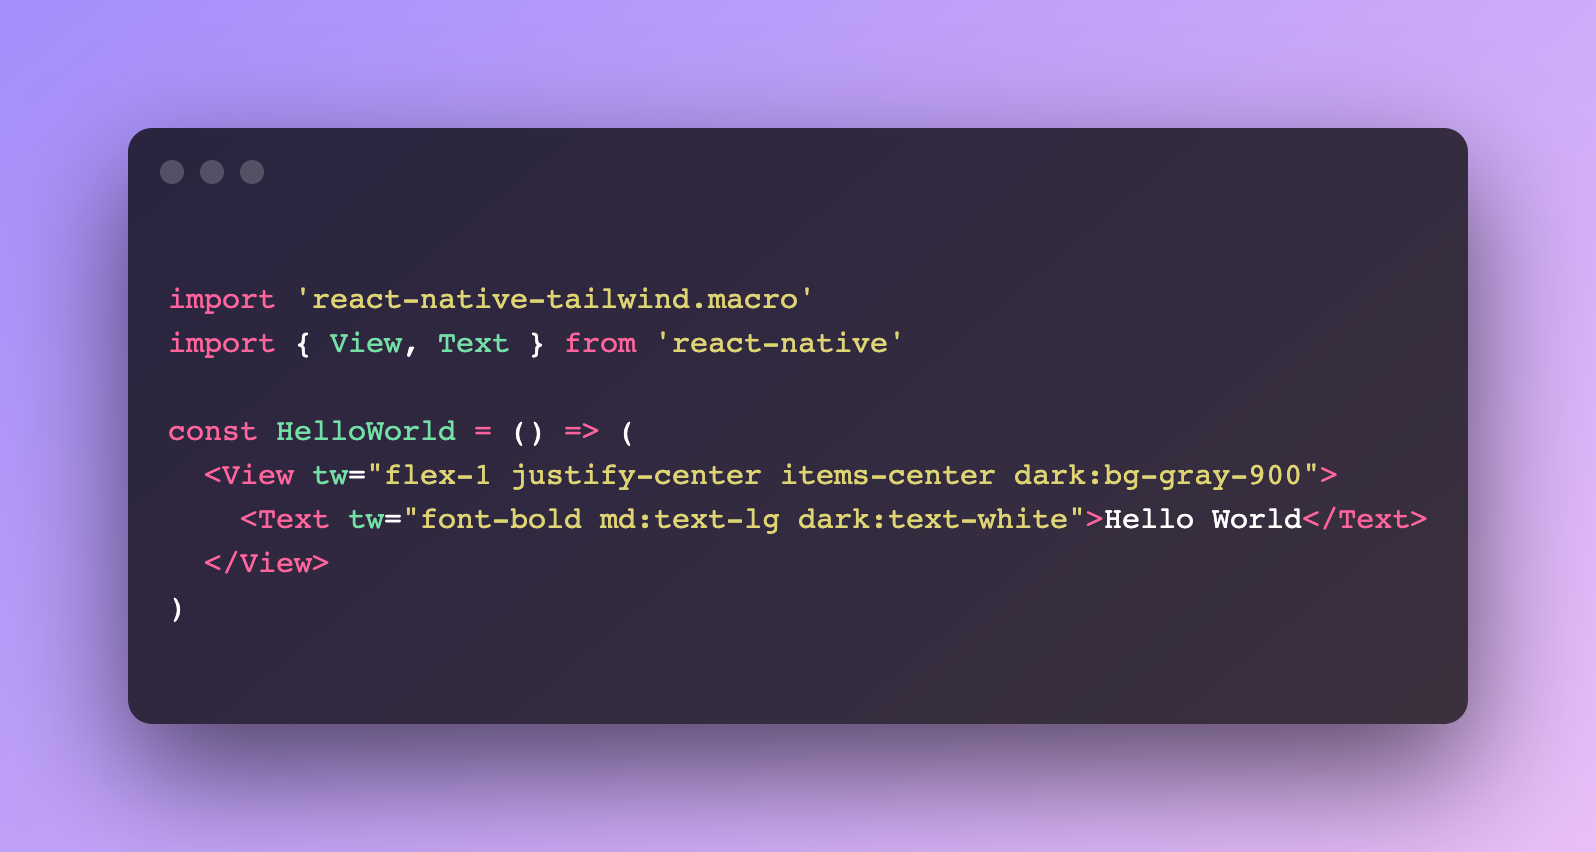 import 'react-native-tailwind.macro'
import { View, Text } from 'react-native'

const HelloWorld = () => (
  <View tw="flex-1 justify-center items-center dark:bg-gray-900">
    <Text tw="font-bold md:text-lg dark:text-white">Hello World</Text>
  </View>
)